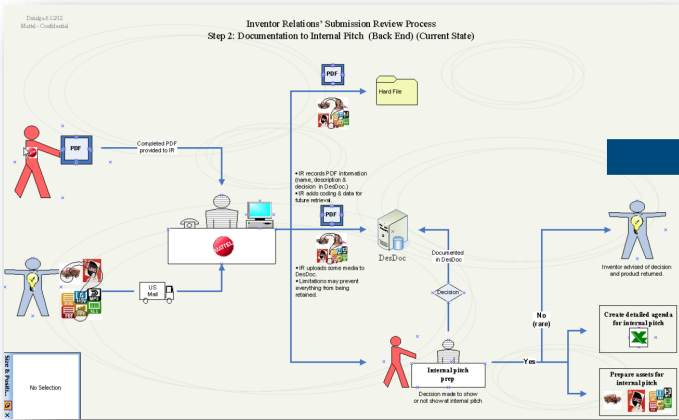 Mattel - Confidential
Inventor Relations' Submission Review Process
Step 2: Documentation to Internal Pitch (Back End) (Current State)
PDF
Hard File
PDF
Completed PDF
provided to IR
• IR records PDF information
(name, description &
decision in DesDoc.)
• IR adds coding & data for
future retrieval.
PDF
MATTEL
DesDoc
• IR uploads some media to
DesDoc.
• Limitations may prevent
everything from being
retained.
Documented
in DesDoc
Inventor advised of decision
and product returned.
US
Mail
Decision
No
(rare)
Create detailed agenda
for internal pitch
Yes
Internal pitch
prep
Decision made to show
or not show at internal pitch
Prepare assets for
internal pitch
Size & Positi...
No Selection